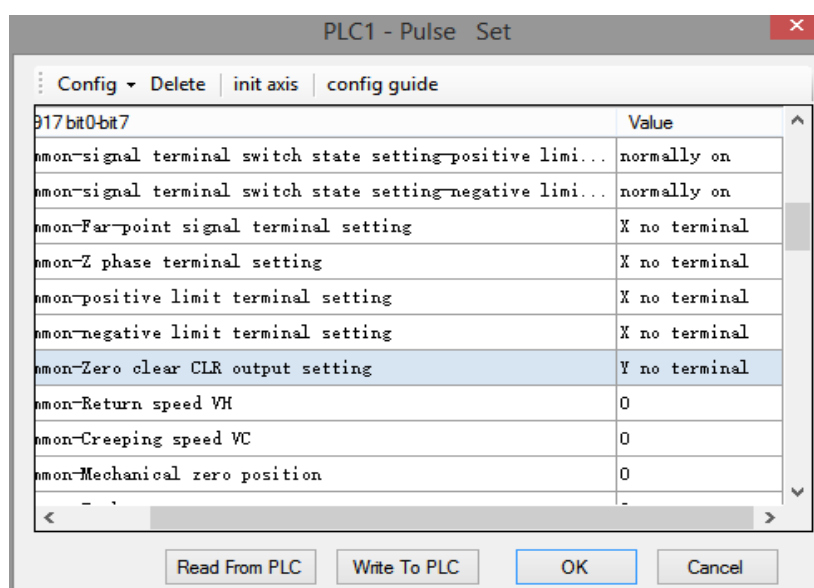 PLC1 - Pulse Set
Config Delete init axis config guide
917 bit0-bit7 Value
mmon-signal terminal switch state setting-positive limi... normally on
mmon-signal terminal switch state setting-negative limi... normally on
mmon-Far-point signal terminal setting X no terminal
mmon-Z phase terminal setting X no terminal
mmon-positive limit terminal setting X no terminal
mmon-negative limit terminal setting X no terminal
mmon-Zero clear CLR output setting Y no terminal
mmon-Return speed VH 0
mmon-Creeping speed VC 0
mmon-Mechanical zero position 0
Read From PLC Write To PLC OK Cancel